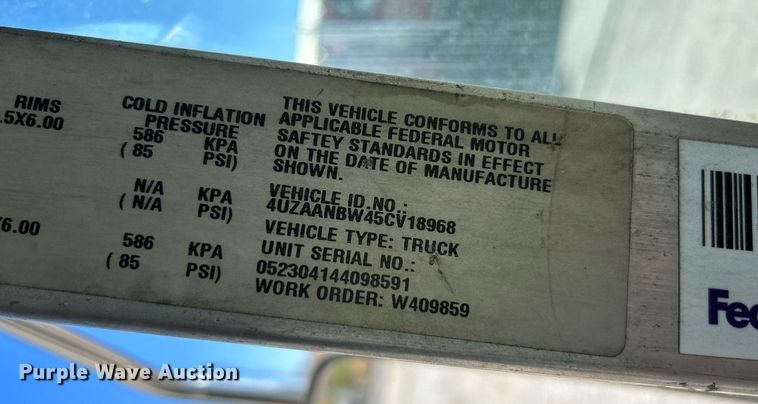 RIMS
.5X6.00
X6.00
COLD INFLATION
PRESSURE
586 KPA
( 85 PSI)
N/A KPA
( N/A PSI)
586 KPA
( 85 PSI)
THIS VEHICLE CONFORMS TO ALL
APPLICABLE FEDERAL MOTOR
SAFTEY STANDARDS IN EFFECT
ON THE DATE OF MANUFACTURE
SHOWN.
VEHICLE ID.NO :
4UZAANBW45CV18968
VEHICLE TYPE: TRUCK
UNIT SERIAL NO.:
052304144098591
WORK ORDER: W409859
Fed
Purple Wave Auction